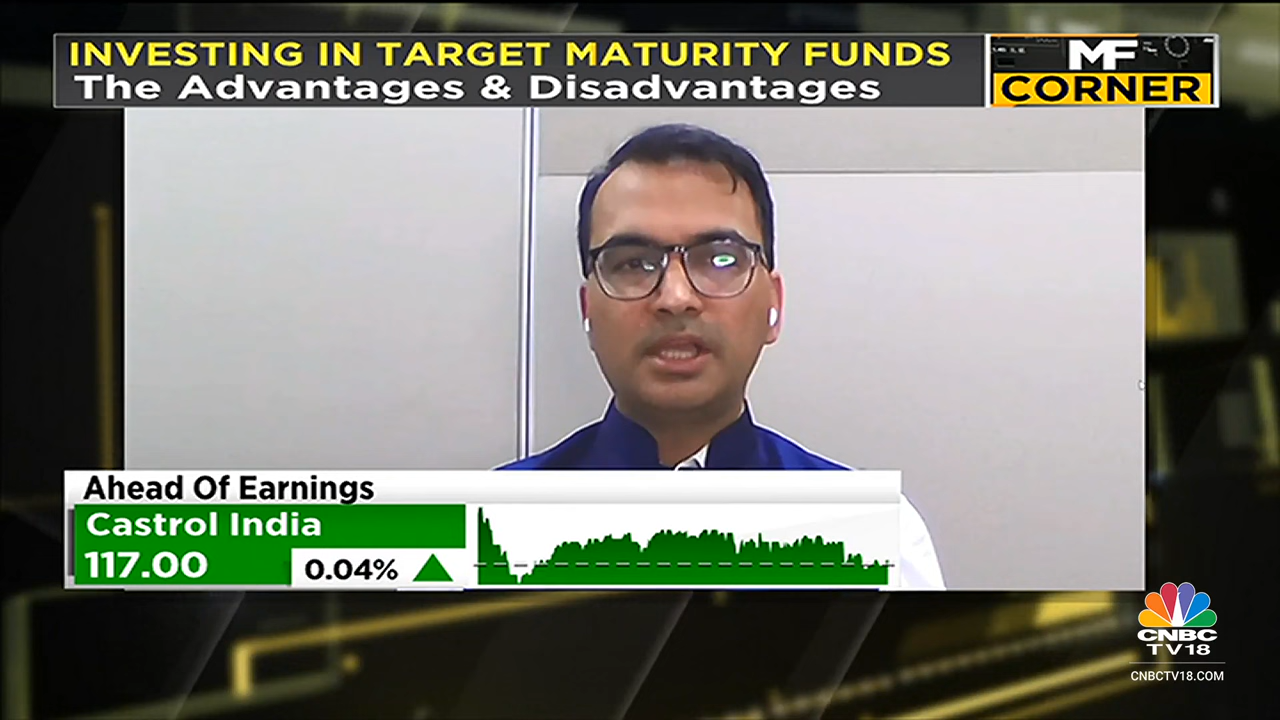 INVESTING IN TARGET MATURITY FUNDS
The Advantages & Disadvantages
MF
CORNER
Ahead Of Earnings
Castrol India
117.00
0.04%
CNBC
TV18
CNBCTV18.COM